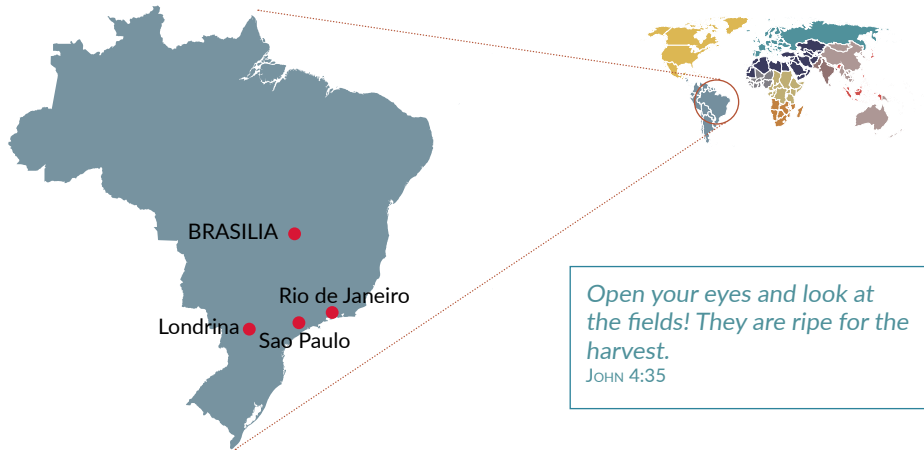 BRASILIA
Rio de Janeiro
Londrina
Sao Paulo
Open your eyes and look at
the fields! They are ripe for the
harvest.
John 4:35